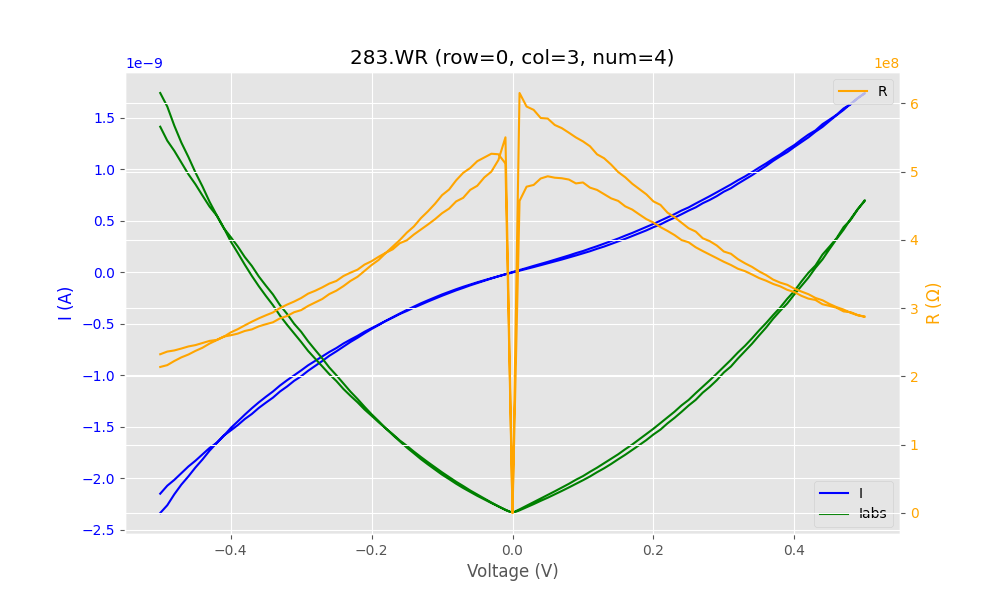 283.WR (row=0, col=3, num=4)
1e−9
1e8
R
1.5
1.0
0.5
0.0
−0.5
−1.0
−1.5
−2.0
−2.5
I (A)
6
5
4
3
2
1
0
R (Ω)
I
Iabs
−0.4
−0.2
0.0
0.2
0.4
Voltage (V)